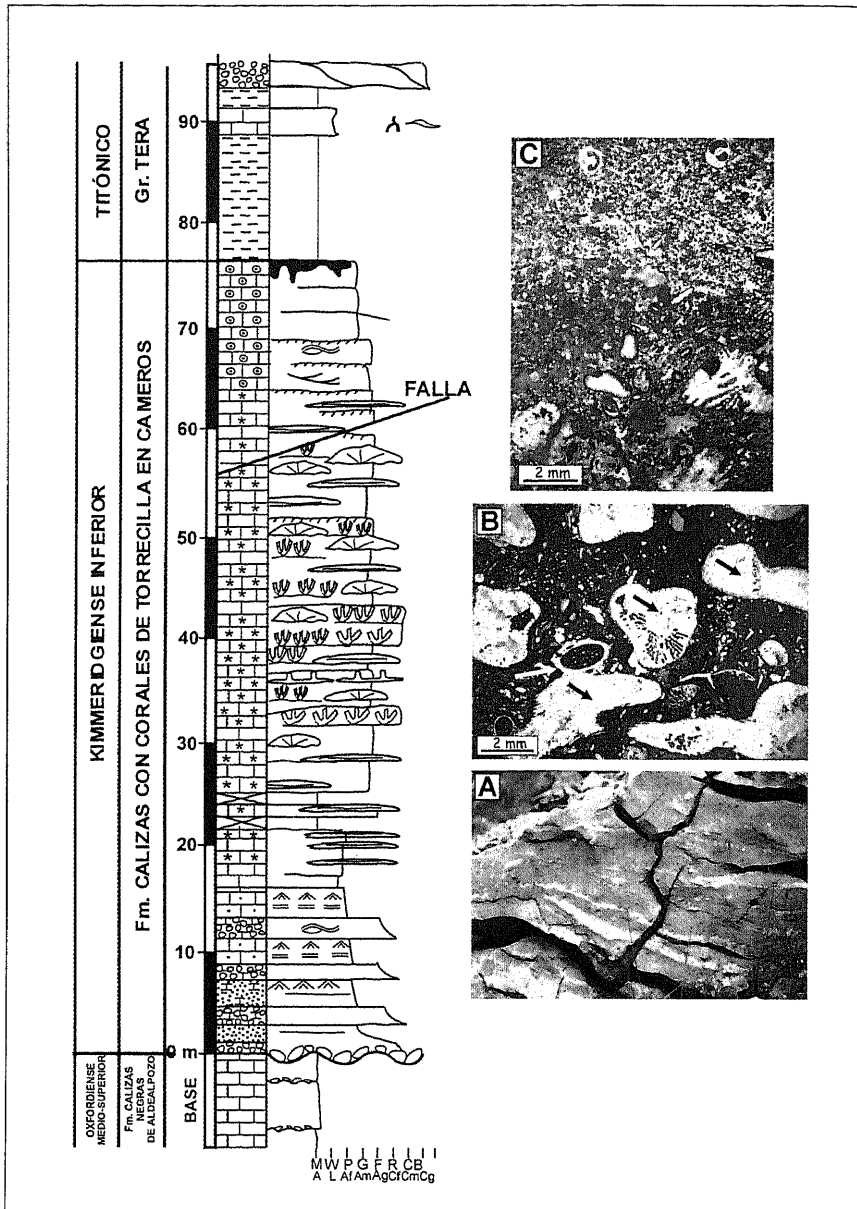 TITÓNICO
Gr. TERA
KIMMERIDGIENSE INFERIOR
Fm. CALIZAS CON CORALES DE TORRECILLA EN CAMEROS
OXFORDIENSE
MEDIO-SUPERIOR
Fm. CALIZAS
NEGRAS
DE ALDEALPOZO
BASE
90
80
70
60
50
40
30
20
10
0 m
FALLA
M W P G F R C B
A L Af Am Ag Cf Cm Cg
C
2 mm
B
2 mm
A